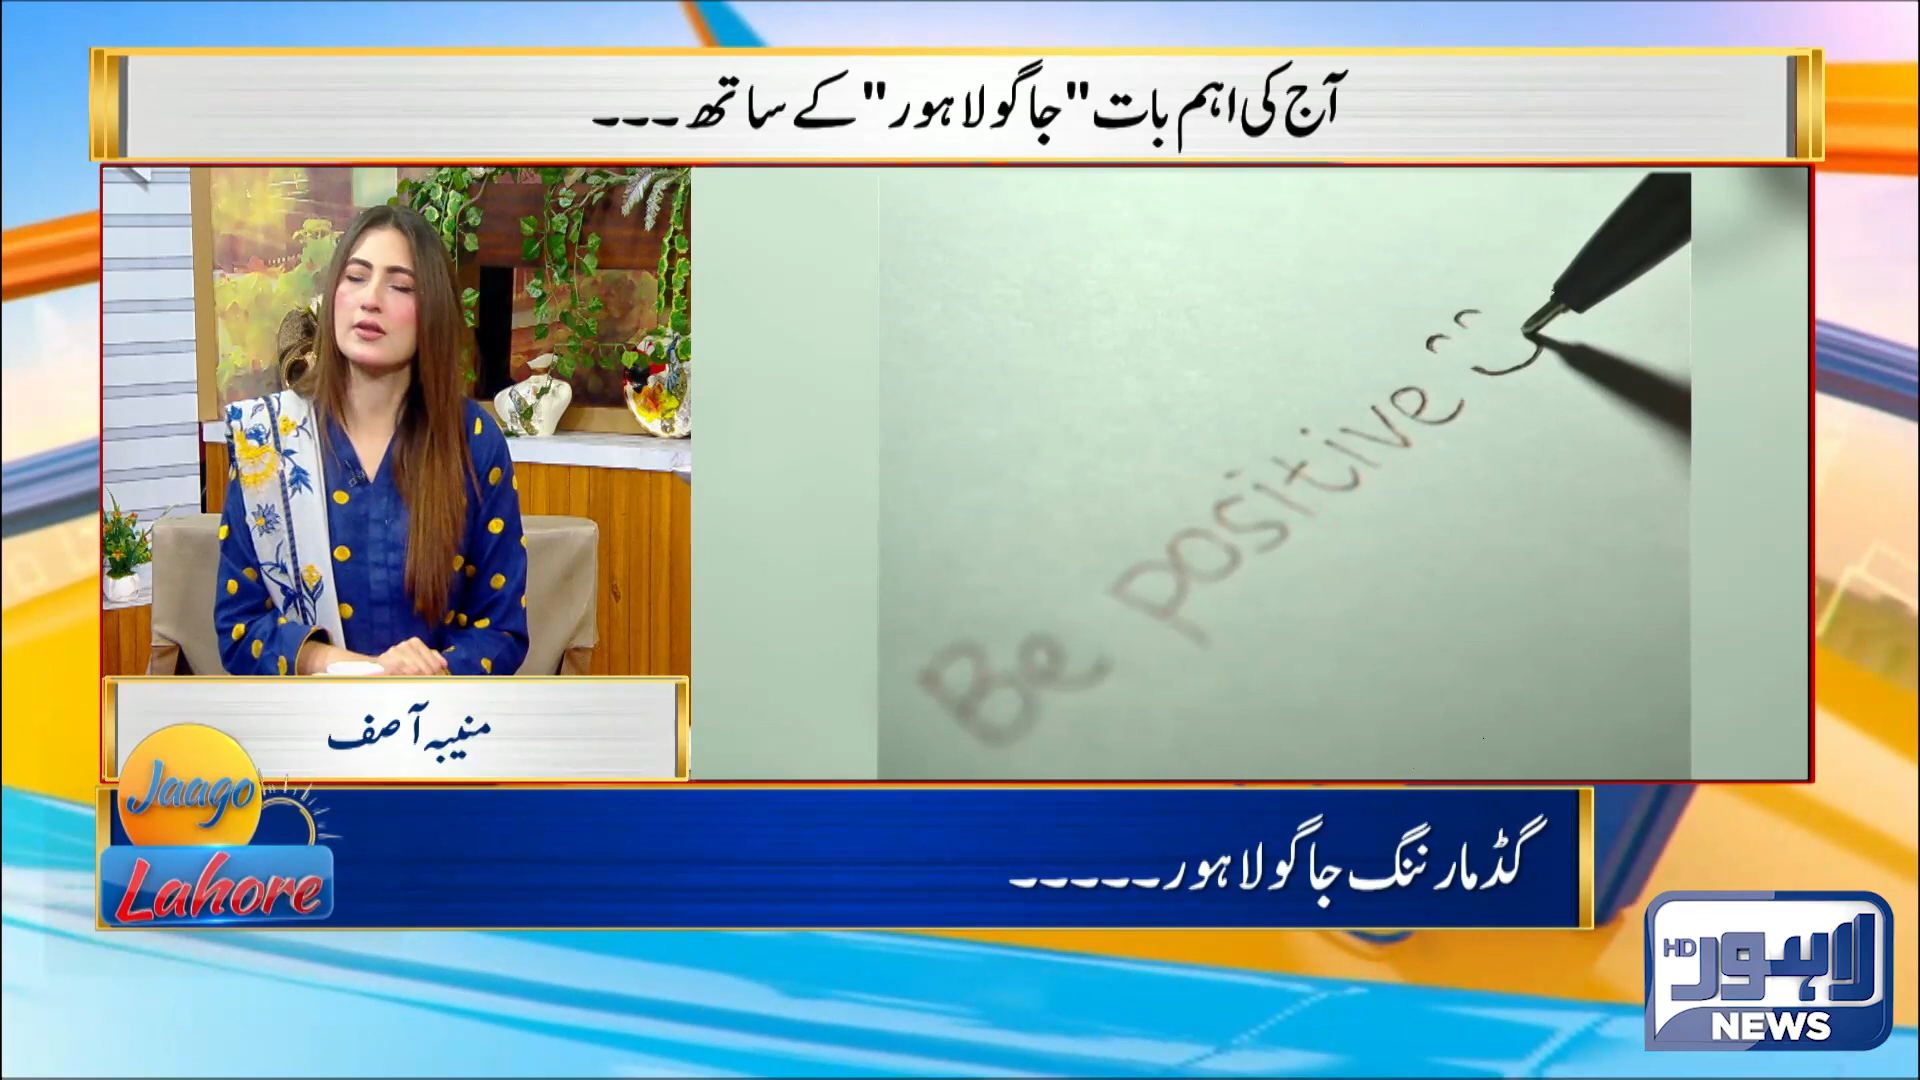 آج کی اہم بات "جاگو لاہور" کے ساتھ ۔۔۔
Be positive
منیبہ آصف
Jaago
Lahore
گڈ مارننگ جاگو لاہور ۔۔۔۔۔
لاہور HD
NEWS